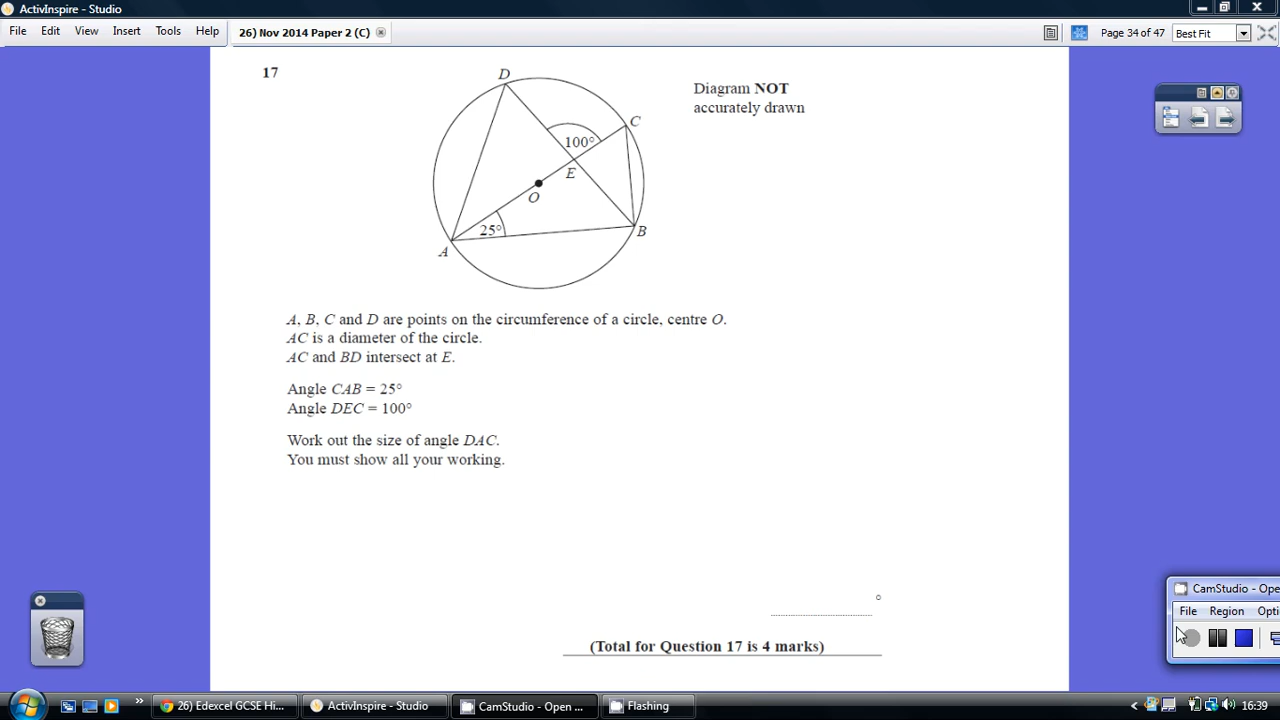 ActivInspire - Studio
File Edit View Insert Tools Help
26) Nov 2014 Paper 2 (C)
Page 34 of 47
Best Fit
17
D
Diagram NOT
accurately drawn
C
100°
E
O
25°
B
A
A, B, C and D are points on the circumference of a circle, centre O.
AC is a diameter of the circle.
AC and BD intersect at E.
Angle CAB = 25°
Angle DEC = 100°
Work out the size of angle DAC.
You must show all your working.
°
(Total for Question 17 is 4 marks)
CamStudio - Ope
File Region Opti
26) Edexcel GCSE Hi...
ActivInspire - Studio
CamStudio - Open ...
Flashing
16:39